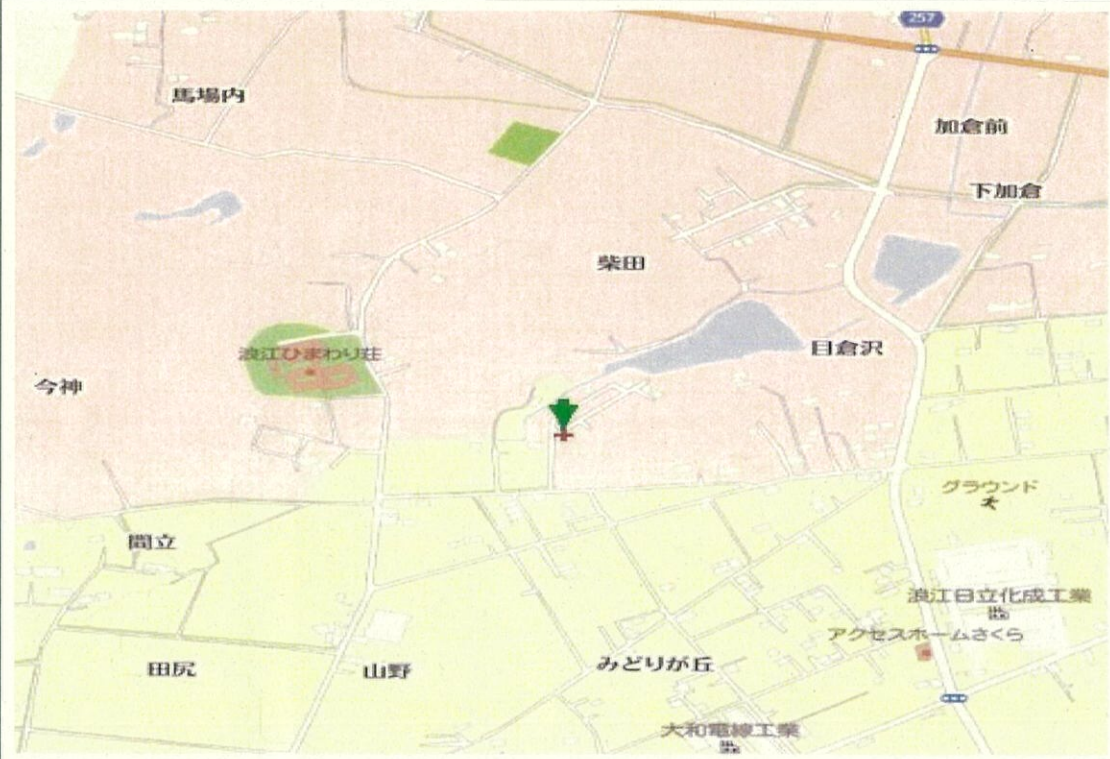 257
馬場内
加倉前
下加倉
柴田
目倉沢
浪江ひまわり荘
今神
グラウンド
間立
浪江日立化成工業
アクセスホームさくら
みどりが丘
田尻
山野
大和電線工業